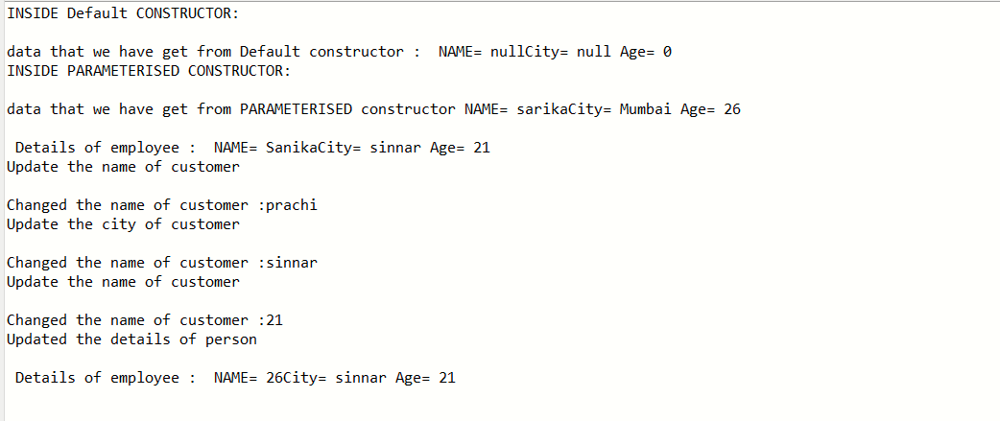 INSIDE Default CONSTRUCTOR:
data that we have get from Default constructor :  NAME= nullCity= null Age= 0
INSIDE PARAMETERISED CONSTRUCTOR:
data that we have get from PARAMETERISED constructor NAME= sarikaCity= Mumbai Age= 26
Details of employee :  NAME= SanikaCity= sinnar Age= 21
Update the name of customer
Changed the name of customer :prachi
Update the city of customer
Changed the name of customer :sinnar
Update the name of customer
Changed the name of customer :21
Updated the details of person
Details of employee :  NAME= 26City= sinnar Age= 21